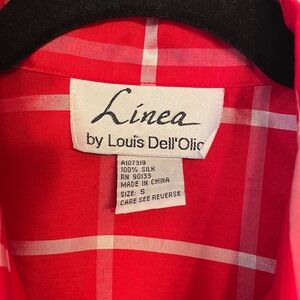 Linea
by Louis Dell'Olio
A107319
100% SILK
RN 90133
MADE IN CHINA
SIZE: S
CARE SEE REVERSE